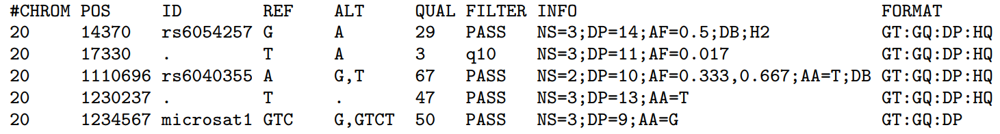 #CHROM POS ID REF ALT QUAL FILTER INFO FORMAT
20 14370 rs6054257 G A 29 PASS NS=3;DP=14;AF=0.5;DB;H2 GT:GQ:DP:HQ
20 17330 . T A 3 q10 NS=3;DP=11;AF=0.017 GT:GQ:DP:HQ
20 1110696 rs6040355 A G,T 67 PASS NS=2;DP=10;AF=0.333,0.667;AA=T;DB GT:GQ:DP:HQ
20 1230237 . T . 47 PASS NS=3;DP=13;AA=T GT:GQ:DP:HQ
20 1234567 microsat1 GTC G,GTCT 50 PASS NS=3;DP=9;AA=G GT:GQ:DP